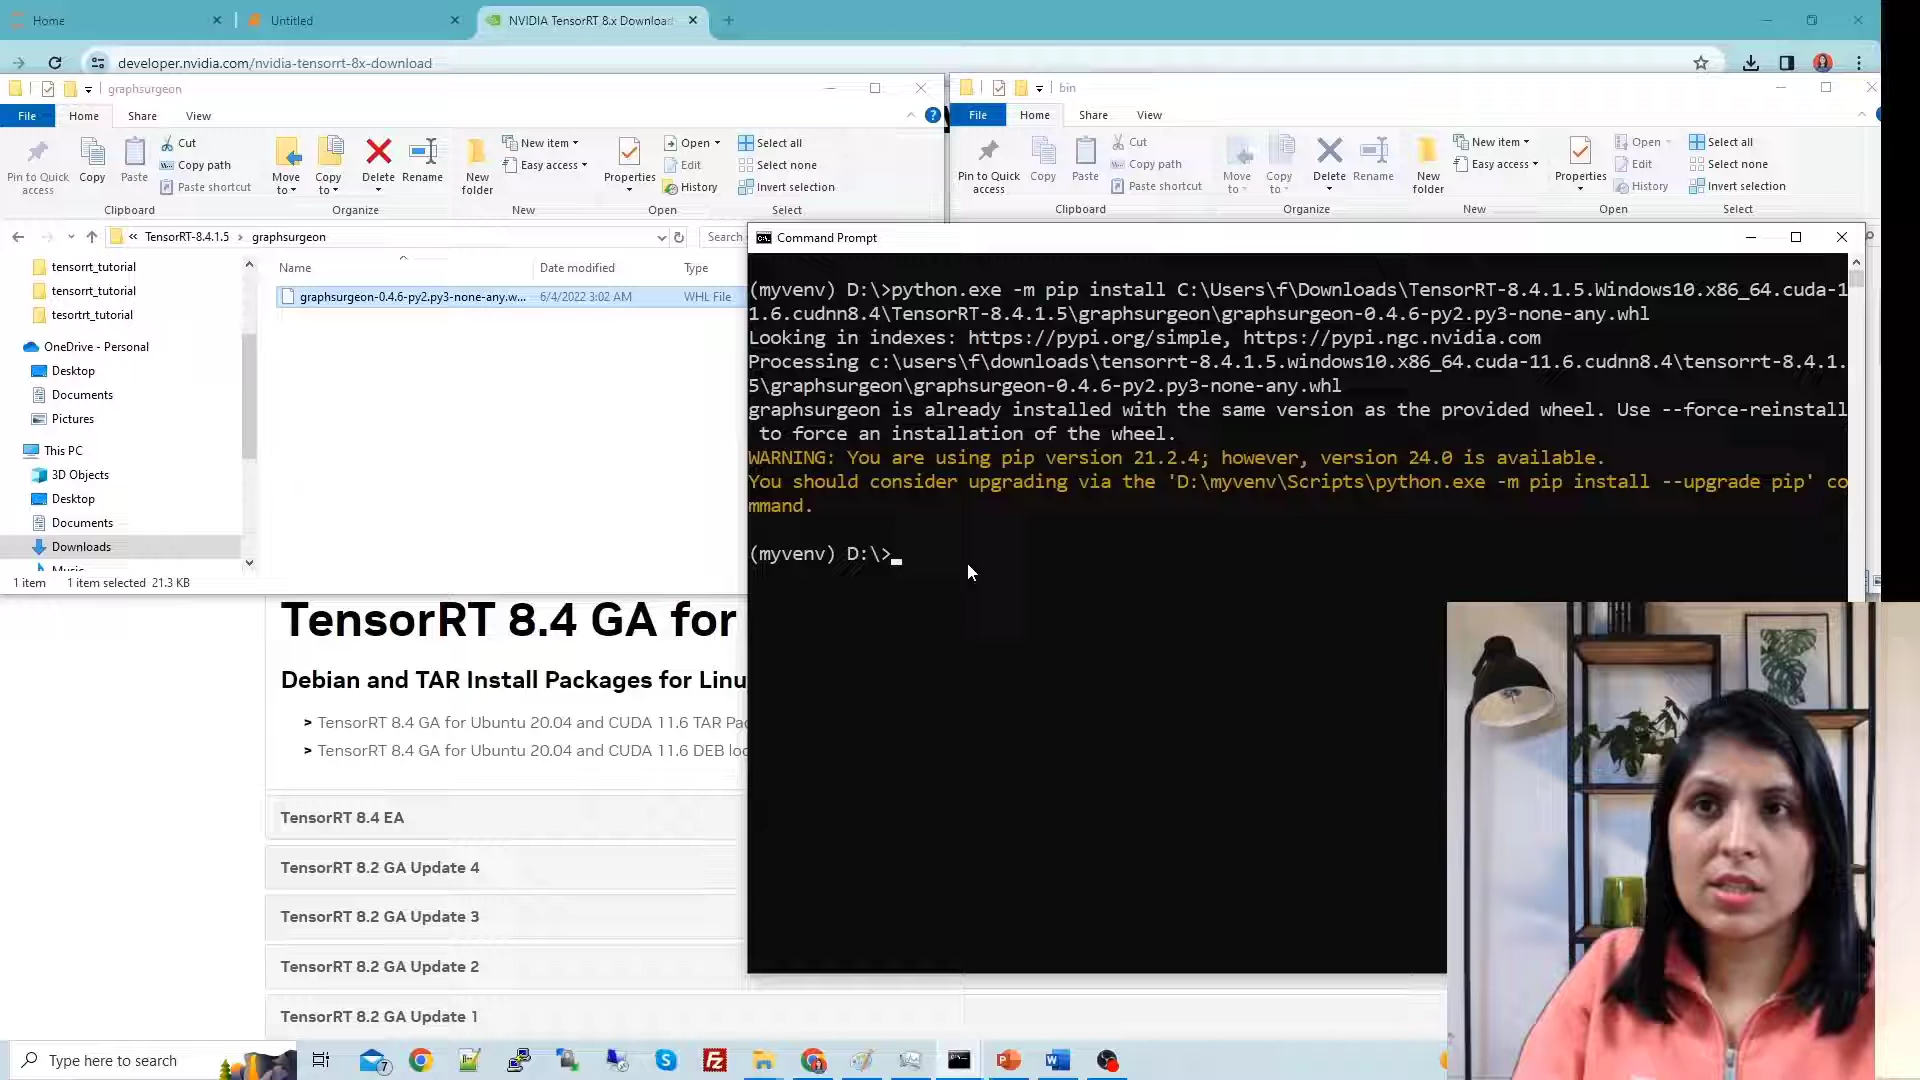 Home
Untitled
NVIDIA TensorRT 8.x Download
developer.nvidia.com/nvidia-tensorrt-8x-download
graphsurgeon
File
Home
Share
View
Pin to Quick access
Copy
Paste
Cut
Copy path
Paste shortcut
Clipboard
Move to
Copy to
Delete
Rename
Organize
New folder
New item
Easy access
New
Properties
Open
Edit
History
Open
Select all
Select none
Invert selection
Select
TensorRT-8.4.1.5
graphsurgeon
Search
tensorrt_tutorial
tensorrt_tutorial
tesortrt_tutorial
OneDrive - Personal
Desktop
Documents
Pictures
This PC
3D Objects
Desktop
Documents
Downloads
Music
Name
Date modified
Type
graphsurgeon-0.4.6-py2.py3-none-any.w...
6/4/2022 3:02 AM
WHL File
1 item
1 item selected 21.3 KB
bin
File
Home
Share
View
Pin to Quick access
Copy
Paste
Cut
Copy path
Paste shortcut
Clipboard
Move to
Copy to
Delete
Rename
Organize
New folder
New item
Easy access
New
Properties
Open
Edit
History
Open
Select all
Select none
Invert selection
Select
Command Prompt
(myvenv) D:\>python.exe -m pip install C:\Users\f\Downloads\TensorRT-8.4.1.5.Windows10.x86_64.cuda-1
1.6.cudnn8.4\TensorRT-8.4.1.5\graphsurgeon\graphsurgeon-0.4.6-py2.py3-none-any.whl
Looking in indexes: https://pypi.org/simple, https://pypi.ngc.nvidia.com
Processing c:\users\f\downloads\tensorrt-8.4.1.5.windows10.x86_64.cuda-11.6.cudnn8.4\tensorrt-8.4.1.
5\graphsurgeon\graphsurgeon-0.4.6-py2.py3-none-any.whl
graphsurgeon is already installed with the same version as the provided wheel. Use --force-reinstall
to force an installation of the wheel.
WARNING: You are using pip version 21.2.4; however, version 24.0 is available.
You should consider upgrading via the 'D:\myvenv\Scripts\python.exe -m pip install --upgrade pip' co
mmand.
(myvenv) D:\>
TensorRT 8.4 GA for
Debian and TAR Install Packages for Linu
> TensorRT 8.4 GA for Ubuntu 20.04 and CUDA 11.6 TAR Pac
> TensorRT 8.4 GA for Ubuntu 20.04 and CUDA 11.6 DEB loc
TensorRT 8.4 EA
TensorRT 8.2 GA Update 4
TensorRT 8.2 GA Update 3
TensorRT 8.2 GA Update 2
TensorRT 8.2 GA Update 1
Type here to search
7